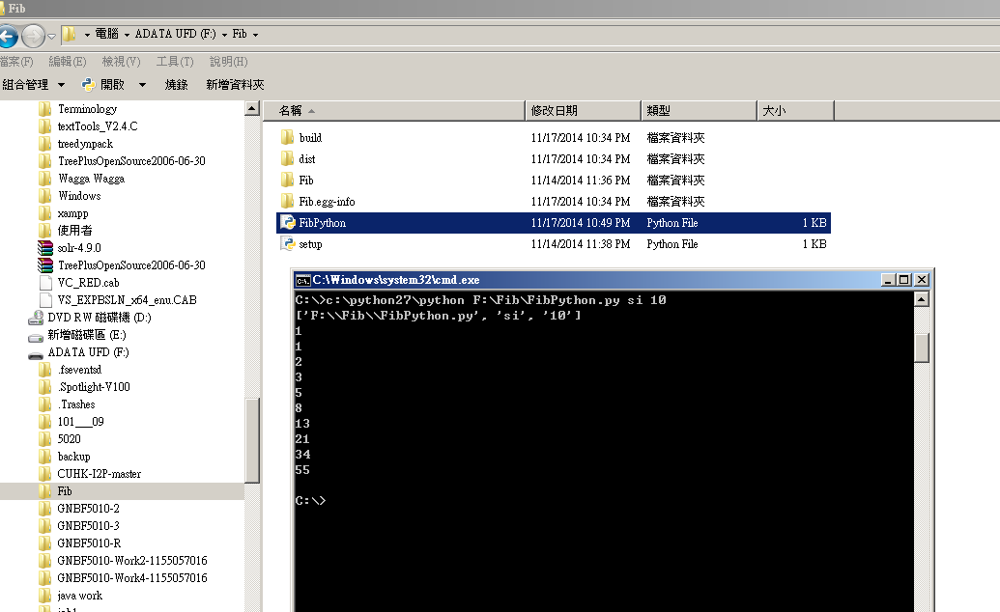 Fib
電腦 ADATA UFD (F:) Fib
檔案(F) 編輯(E) 檢視(V) 工具(T) 說明(H)
組合管理 開啟 燒錄 新增資料夾
Terminology
textTools_V2.4.C
treedynpack
TreePlusOpenSource2006-06-30
Wagga Wagga
Windows
xampp
使用者
solr-4.9.0
TreePlusOpenSource2006-06-30
VC_RED.cab
VS_EXPBSLN_x64_enu.CAB
DVD RW 磁碟機 (D:)
新增磁碟區 (E:)
ADATA UFD (F:)
.fseventsd
.Spotlight-V100
.Trashes
101___09
5020
backup
CUHK-I2P-master
Fib
GNBF5010-2
GNBF5010-3
GNBF5010-R
GNBF5010-Work2-1155057016
GNBF5010-Work4-1155057016
java work
名稱 修改日期 類型 大小
build 11/17/2014 10:34 PM 檔案資料夾
dist 11/17/2014 10:34 PM 檔案資料夾
Fib 11/14/2014 11:36 PM 檔案資料夾
Fib.egg-info 11/17/2014 10:34 PM 檔案資料夾
FibPython 11/17/2014 10:49 PM Python File 1 KB
setup 11/14/2014 11:38 PM Python File 1 KB
C:\Windows\system32\cmd.exe
C:\>c:\python27\python F:\Fib\FibPython.py si 10
['F:\\Fib\\FibPython.py', 'si', '10']
1
1
2
3
5
8
13
21
34
55
C:\>